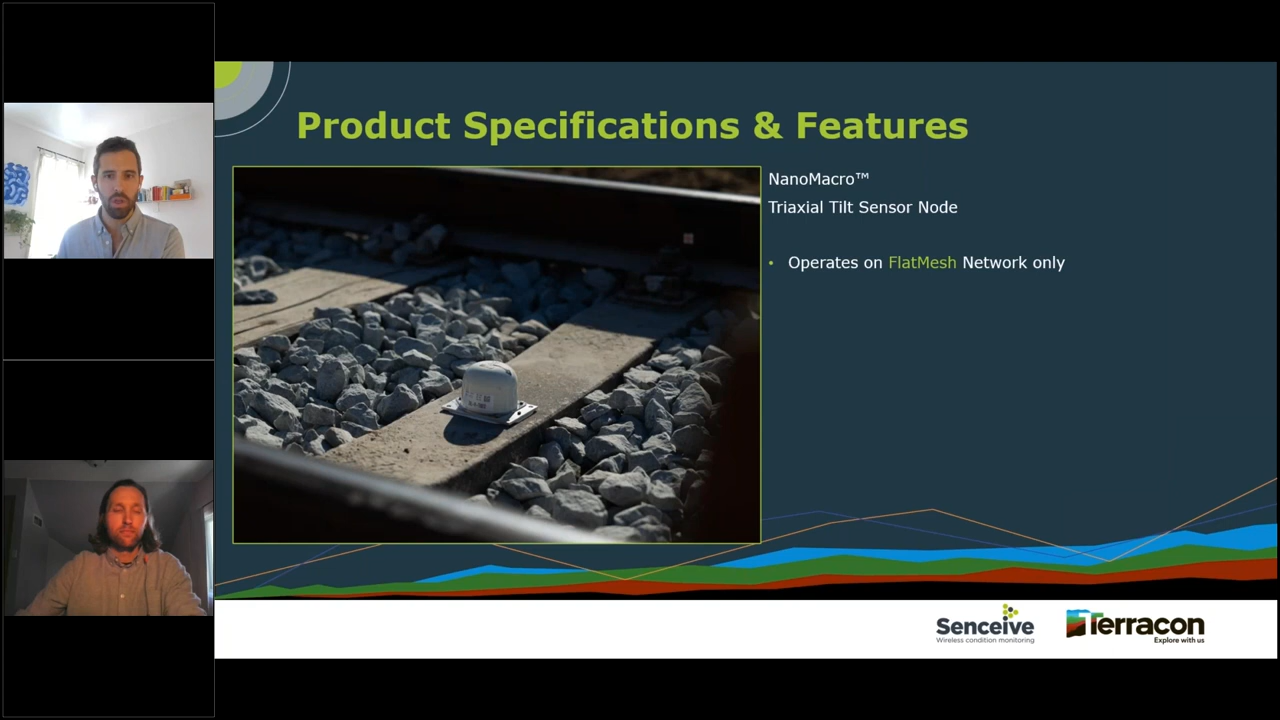 Product Specifications & Features
NanoMacro™
Triaxial Tilt Sensor Node
• Operates on FlatMesh Network only
Senceive
Wireless condition monitoring
Terracon
Explore with us